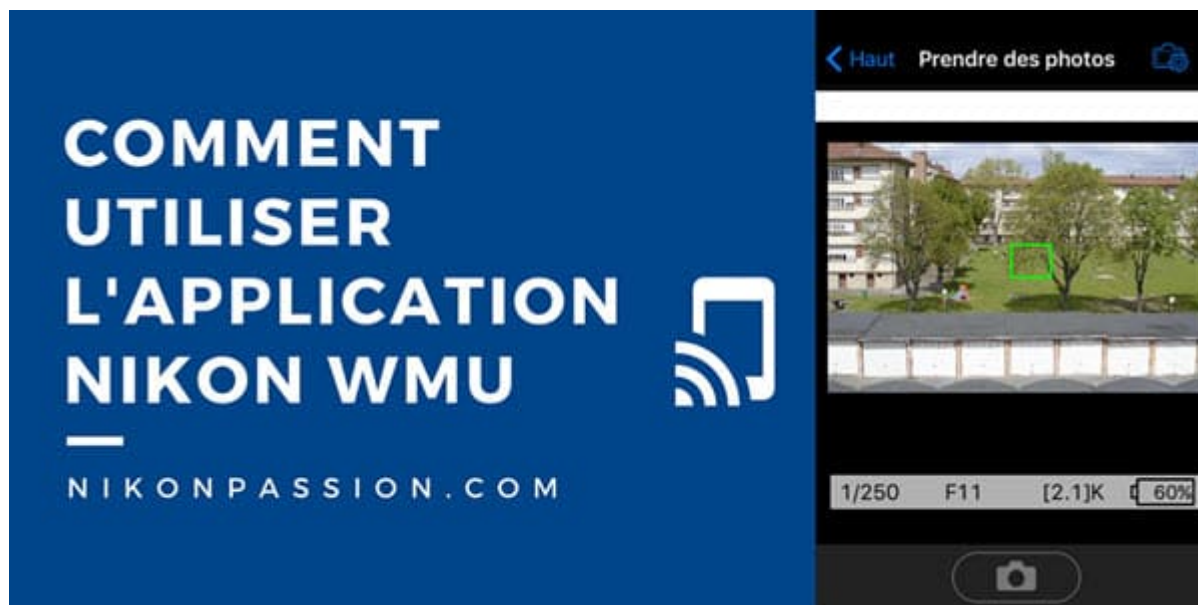 COMMENT
UTILISER
L'APPLICATION
NIKON WMU
NIKONPASSION.COM
Haut Prendre des photos
1/250 F11 [2.1]K 60%